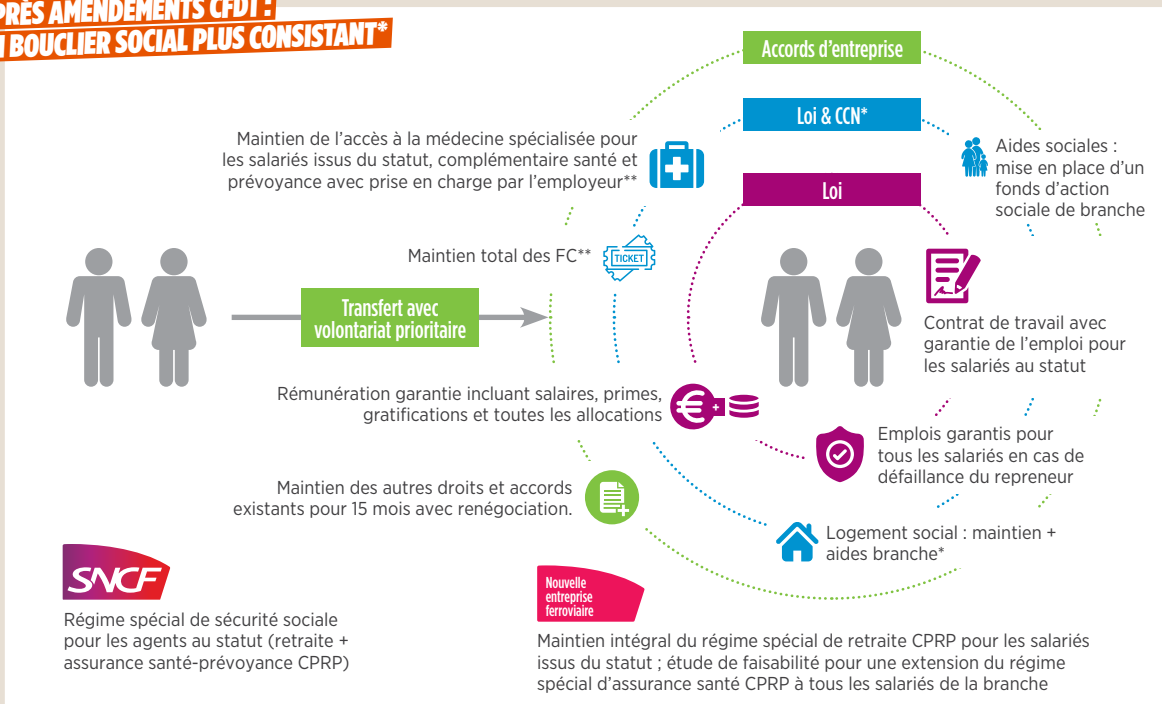 PRÈS AMENDEMENTS CFDT :
BOUCLIER SOCIAL PLUS CONSISTANT*
Accords d'entreprise
Loi & CCN*
Loi
Maintien de l'accès à la médecine spécialisée pour
les salariés issus du statut, complémentaire santé et
prévoyance avec prise en charge par l'employeur**
Aides sociales :
mise en place d'un
fonds d'action
sociale de branche
Maintien total des FC**
TICKET
Transfert avec
volontariat prioritaire
Contrat de travail avec
garantie de l'emploi pour
les salariés au statut
Rémunération garantie incluant salaires, primes,
gratifications et toutes les allocations
Emplois garantis pour
tous les salariés en cas de
défaillance du repreneur
Maintien des autres droits et accords
existants pour 15 mois avec renégociation.
Logement social : maintien +
aides branche*
SNCF
Régime spécial de sécurité sociale
pour les agents au statut (retraite +
assurance santé-prévoyance CPRP)
Nouvelle
entreprise
ferroviaire
Maintien intégral du régime spécial de retraite CPRP pour les salariés
issus du statut ; étude de faisabilité pour une extension du régime
spécial d'assurance santé CPRP à tous les salariés de la branche